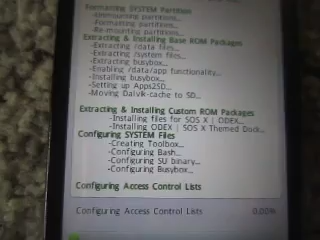 Formatting SYSTEM Partition
-Unmounting partitions...
-Formatting partitions...
-Re-mounting partitions...
Extracting & Installing Base ROM Packages
-Extracting /data files...
-Extracting /system files...
-Extracting busybox...
-Enabling /data/app functionality...
-Installing busybox...
-Setting up Apps2SD...
-Moving Dalvik-cache to SD...
Extracting & Installing Custom ROM Packages
-Installing files for SOS X | ODEX...
-Installing ODEX | SOS X Themed Dock...
Configuring SYSTEM Files
-Creating Toolbox...
-Configuring Bash...
-Configuring SU binary...
-Configuring Busybox...
Configuring Access Control Lists
Configuring Access Control Lists 0.00%